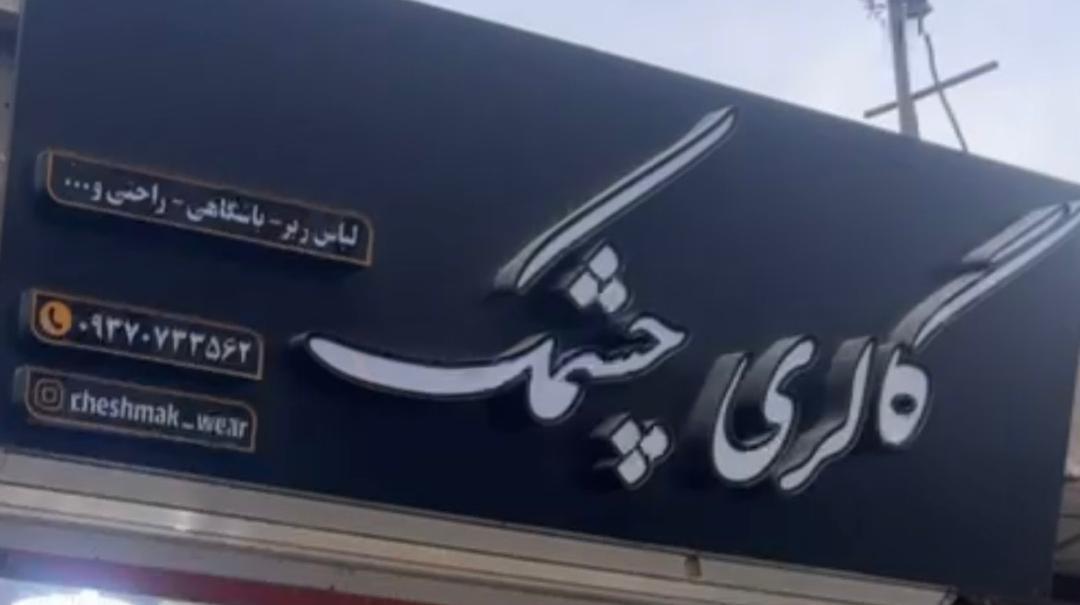 گالری چشمک
لباس زیر - باشگاهی - راحتی و...
۰۹۳۷۰۷۳۳۵۶۲
cheshmak_wear